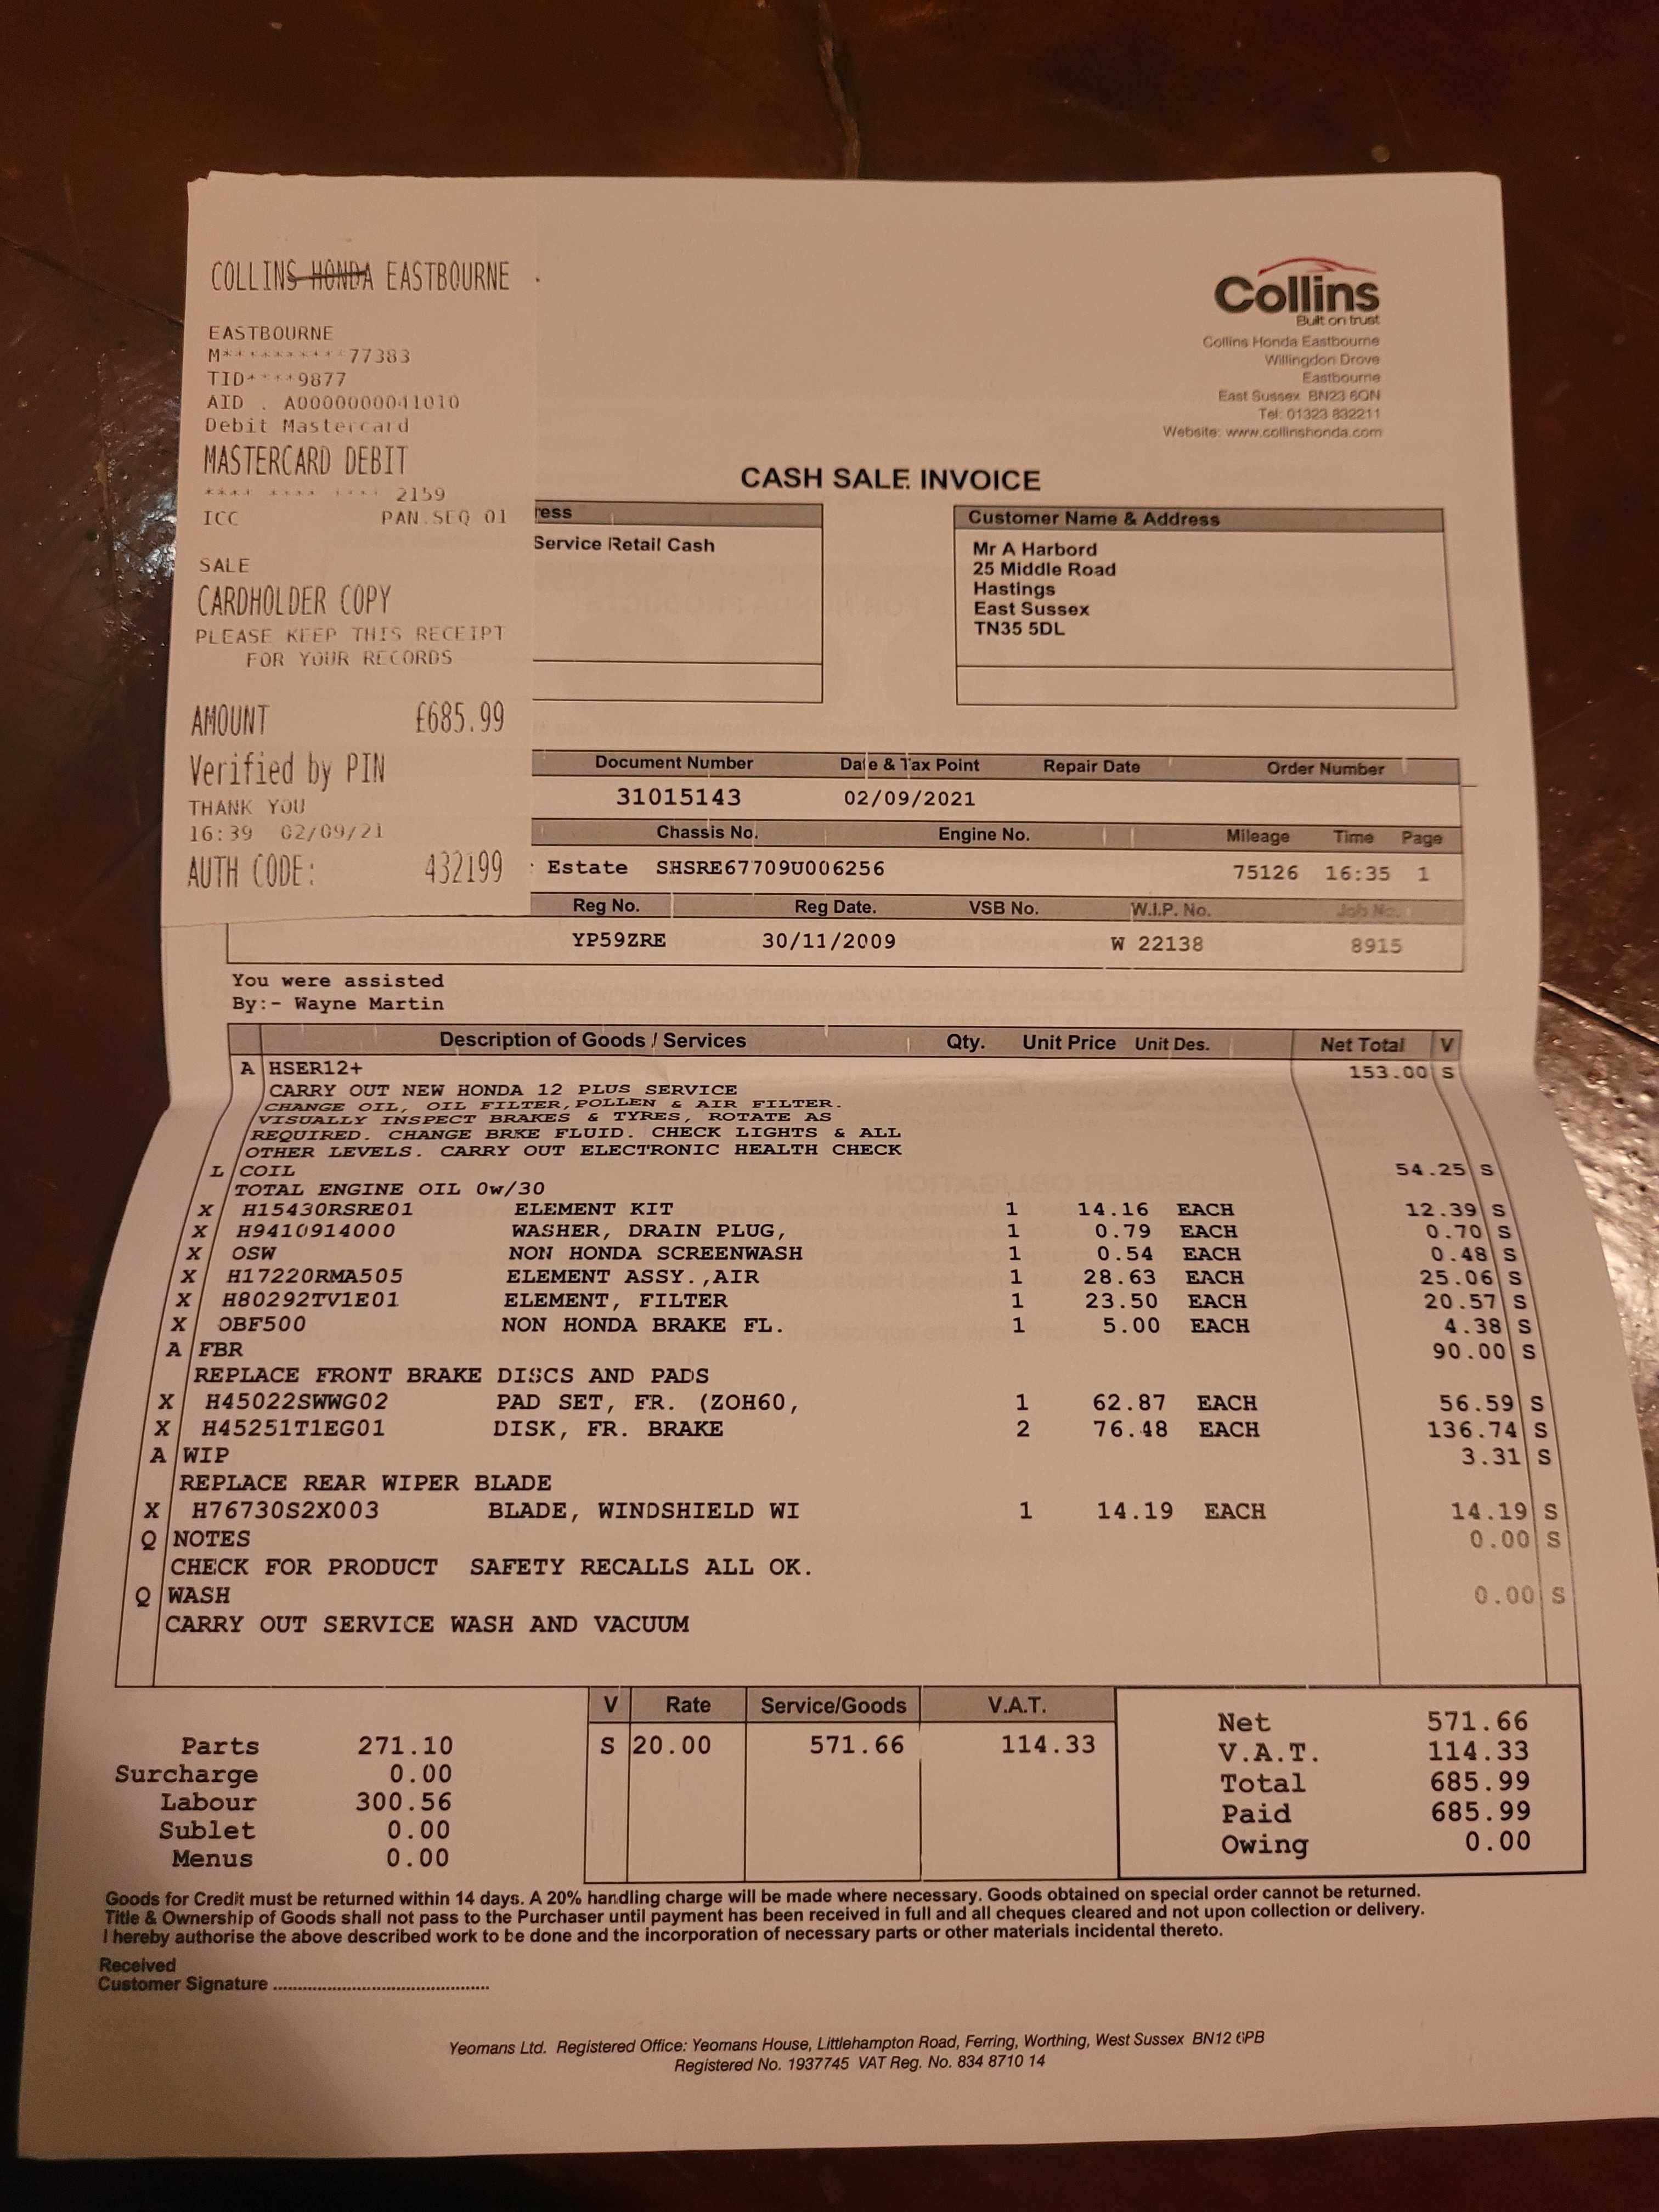 COLLINS HONDA EASTBOURNE
EASTBOURNE
M**********77383
TID****9877
AID . A0000000041010
Debit Mastercard
MASTERCARD DEBIT
**** **** **** 2159
ICC PAN.SEQ 01
SALE
CARDHOLDER COPY
PLEASE KEEP THIS RECEIPT
FOR YOUR RECORDS
AMOUNT £685.99
Verified by PIN
THANK YOU
16:39 02/09/21
AUTH CODE: 432199
Collins
Built on trust
Collins Honda Eastbourne
Willingdon Drove
Eastbourne
East Sussex BN23 6QN
Tel: 01323 832211
Website: www.collinshonda.com
CASH SALE INVOICE
ress
Service Retail Cash
Customer Name & Address
Mr A Harbord
25 Middle Road
Hastings
East Sussex
TN35 5DL
Document Number Date & Tax Point Repair Date Order Number
31015143 02/09/2021
Chassis No. Engine No. Mileage Time Page
Estate SHSRE67709U006256 75126 16:35 1
Reg No. Reg Date. VSB No. W.I.P. No. Job No.
YP59ZRE 30/11/2009 W 22138 8915
You were assisted
By:- Wayne Martin
Description of Goods / Services Qty. Unit Price Unit Des. Net Total V
A HSER12+ 153.00 S
CARRY OUT NEW HONDA 12 PLUS SERVICE
CHANGE OIL, OIL FILTER,POLLEN & AIR FILTER.
VISUALLY INSPECT BRAKES & TYRES, ROTATE AS
REQUIRED. CHANGE BRKE FLUID. CHECK LIGHTS & ALL
OTHER LEVELS. CARRY OUT ELECTRONIC HEALTH CHECK
L COIL 54.25 S
TOTAL ENGINE OIL 0w/30
X H15430RSRE01 ELEMENT KIT 1 14.16 EACH 12.39 S
X H9410914000 WASHER, DRAIN PLUG, 1 0.79 EACH 0.70 S
X OSW NON HONDA SCREENWASH 1 0.54 EACH 0.48 S
X H17220RMA505 ELEMENT ASSY.,AIR 1 28.63 EACH 25.06 S
X H80292TV1E01 ELEMENT, FILTER 1 23.50 EACH 20.57 S
X OBF500 NON HONDA BRAKE FL. 1 5.00 EACH 4.38 S
A FBR 90.00 S
REPLACE FRONT BRAKE DISCS AND PADS
X H45022SWWG02 PAD SET, FR. (ZOH60, 1 62.87 EACH 56.59 S
X H45251T1EG01 DISK, FR. BRAKE 2 76.48 EACH 136.74 S
A WIP 3.31 S
REPLACE REAR WIPER BLADE
X H76730S2X003 BLADE, WINDSHIELD WI 1 14.19 EACH 14.19 S
Q NOTES 0.00 S
CHECK FOR PRODUCT SAFETY RECALLS ALL OK.
Q WASH 0.00 S
CARRY OUT SERVICE WASH AND VACUUM
Parts 271.10
Surcharge 0.00
Labour 300.56
Sublet 0.00
Menus 0.00
V Rate Service/Goods V.A.T.
S 20.00 571.66 114.33
Net 571.66
V.A.T. 114.33
Total 685.99
Paid 685.99
Owing 0.00
Goods for Credit must be returned within 14 days. A 20% handling charge will be made where necessary. Goods obtained on special order cannot be returned.
Title & Ownership of Goods shall not pass to the Purchaser until payment has been received in full and all cheques cleared and not upon collection or delivery.
I hereby authorise the above described work to be done and the incorporation of necessary parts or other materials incidental thereto.
Received
Customer Signature ............................................
Yeomans Ltd. Registered Office: Yeomans House, Littlehampton Road, Ferring, Worthing, West Sussex BN12 6PB
Registered No. 1937745 VAT Reg. No. 834 8710 14